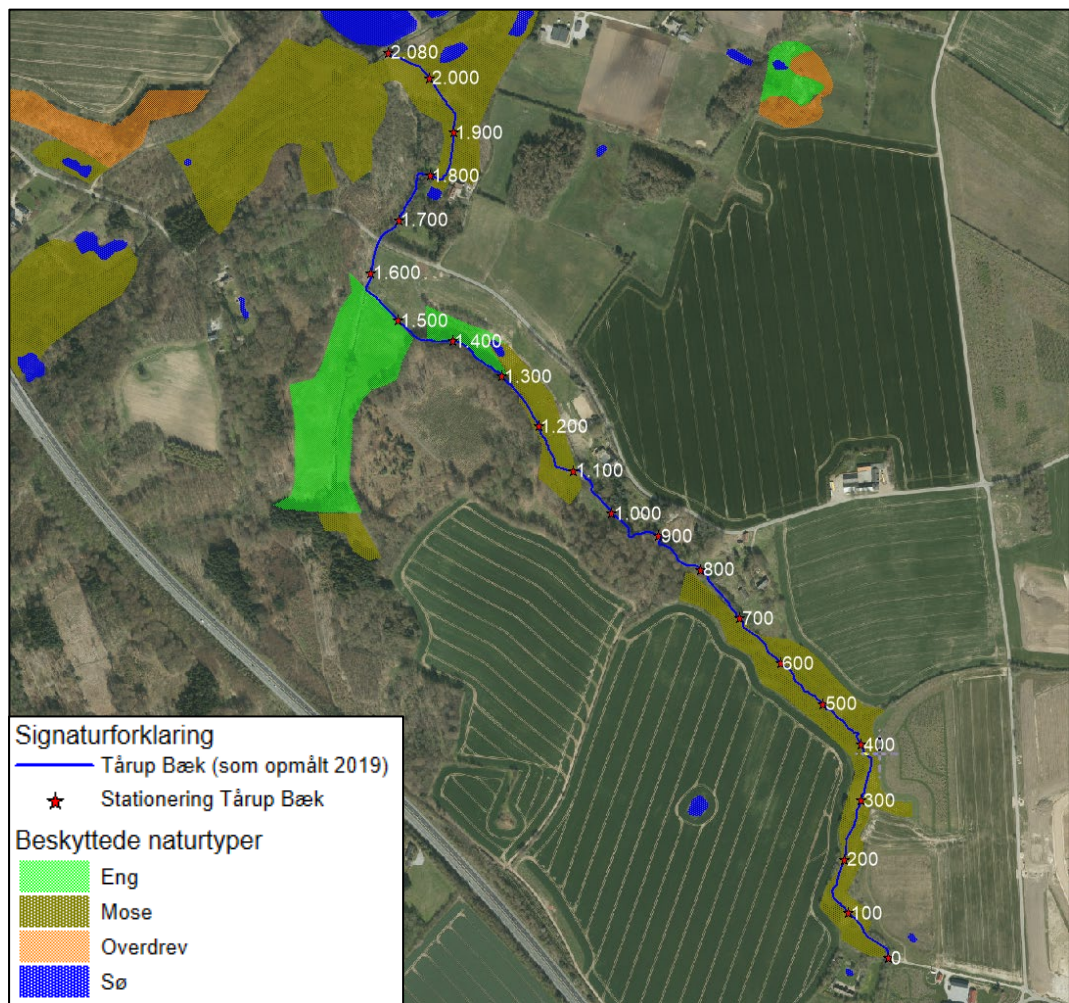 2.080
2.000
1.900
1.800
1.700
1.600
1.500
1.400
1.300
1.200
1.100
1.000
900
800
700
600
500
400
300
200
100
0
Signaturforklaring
Tårup Bæk (som opmålt 2019)
Stationering Tårup Bæk
Beskyttede naturtyper
Eng
Mose
Overdrev
Sø